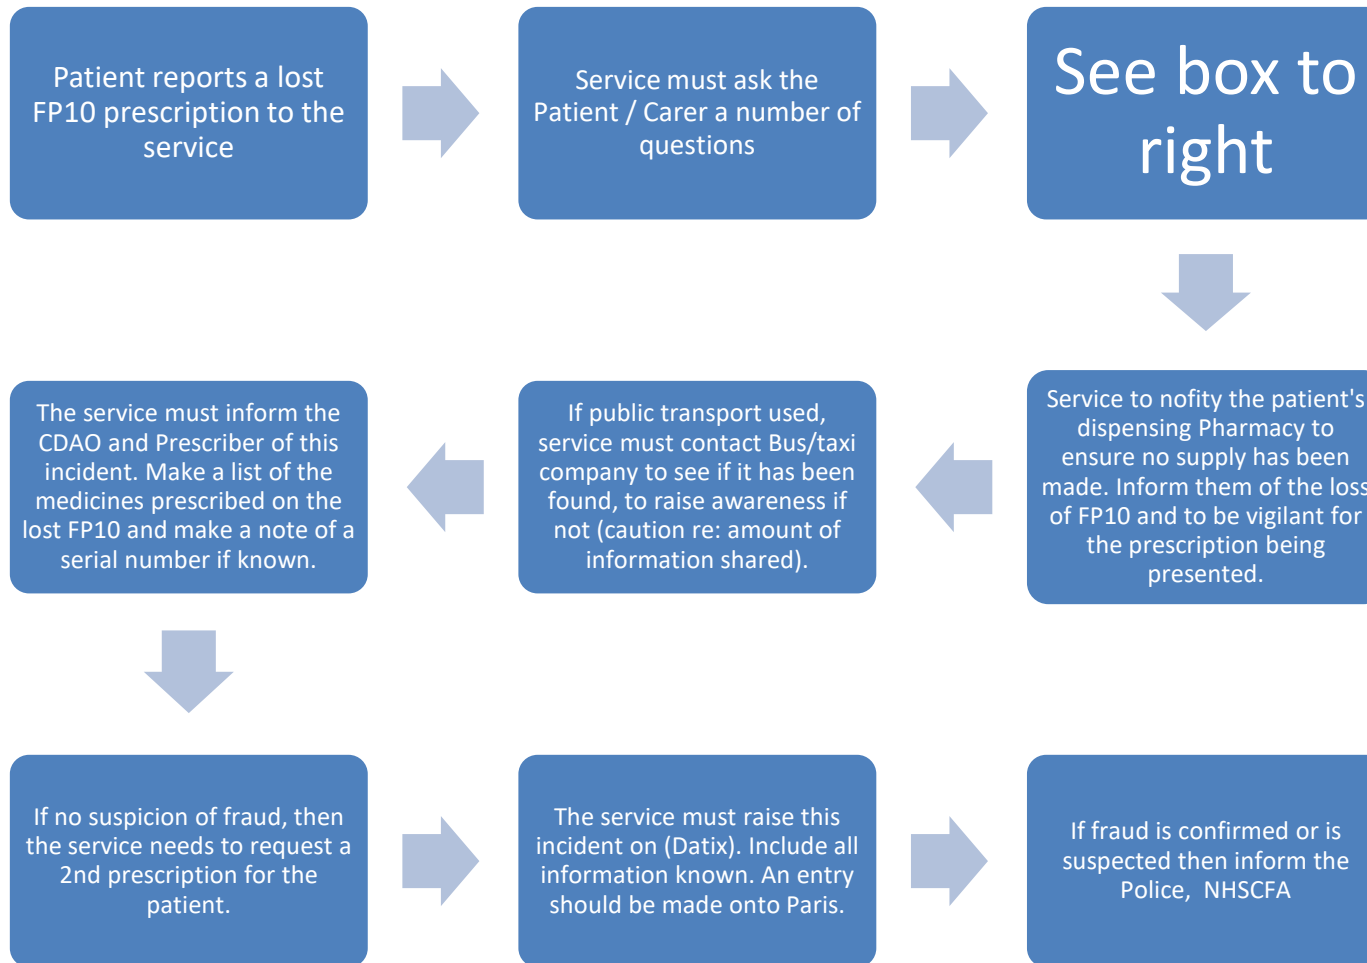 Patient reports a lost
FP10 prescription to the
service
Service must ask the
Patient / Carer a number of
questions
See box to
right
Service to nofity the patient's
dispensing Pharmacy to
ensure no supply has been
made. Inform them of the loss
of FP10 and to be vigilant for
the prescription being
presented.
If public transport used,
service must contact Bus/taxi
company to see if it has been
found, to raise awareness if
not (caution re: amount of
information shared).
The service must inform the
CDAO and Prescriber of this
incident. Make a list of the
medicines prescribed on the
lost FP10 and make a note of a
serial number if known.
If no suspicion of fraud, then
the service needs to request a
2nd prescription for the
patient.
The service must raise this
incident on (Datix). Include all
information known. An entry
should be made onto Paris.
If fraud is confirmed or is
suspected then inform the
Police, NHSCFA